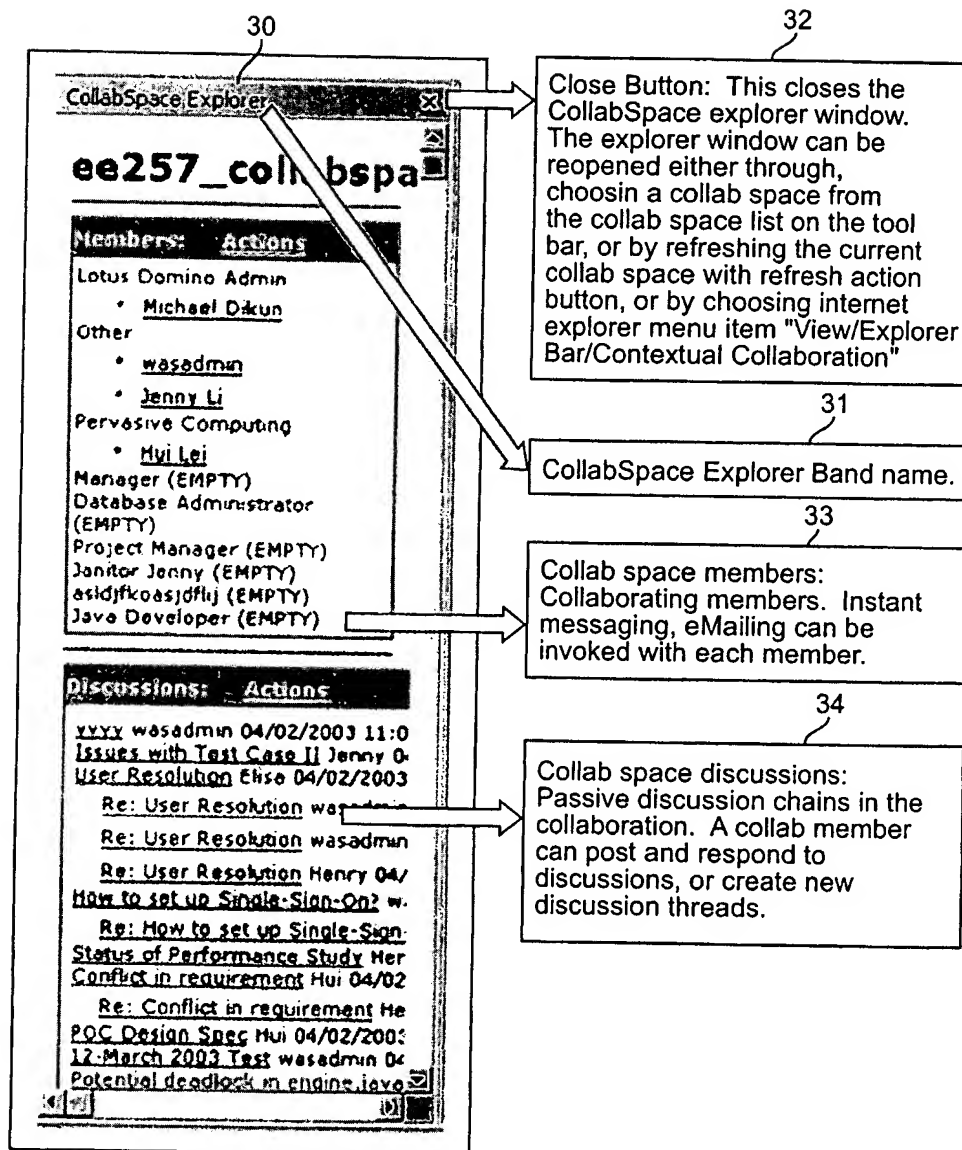 30
CollabSpace Explorer
ee257_collabspa
Members: Actions
Lotus Domino Admin
• Michael Dikun
Other
• wasadmin
• Jenny Li
Pervasive Computing
• Hui Lei
Manager (EMPTY)
Database Administrator
(EMPTY)
Project Manager (EMPTY)
Janitor Jenny (EMPTY)
(EMPTY)
Java Developer (EMPTY)
Discussions: Actions
yyyy wasadmin 04/02/2003 11:0
Issues with Test Case II Jenny 0
User Resolution Elisa 04/02/2003
Re: User Resolution
Re: User Resolution wasadmin
Re: User Resolution Henry 04/
How to set up Single-Sign-On? w
Re: How to set up Single-Sign-
Status of Performance Study Her
Conflict in requirement Hui 04/02
Re: Conflict in requirement He
POC Design Spec Hui 04/02/2003
12-March 2003 Test wasadmin 04
Potential deadlock in engine.java
32
Close Button: This closes the
CollabSpace explorer window.
The explorer window can be
reopened either through,
choosin a collab space from
the collab space list on the tool
bar, or by refreshing the current
collab space with refresh action
button, or by choosing internet
explorer menu item "View/Explorer
Bar/Contextual Collaboration"
31
CollabSpace Explorer Band name.
33
Collab space members:
Collaborating members. Instant
messaging, eMailing can be
invoked with each member.
34
Collab space discussions:
Passive discussion chains in the
collaboration. A collab member
can post and respond to
discussions, or create new
discussion threads.